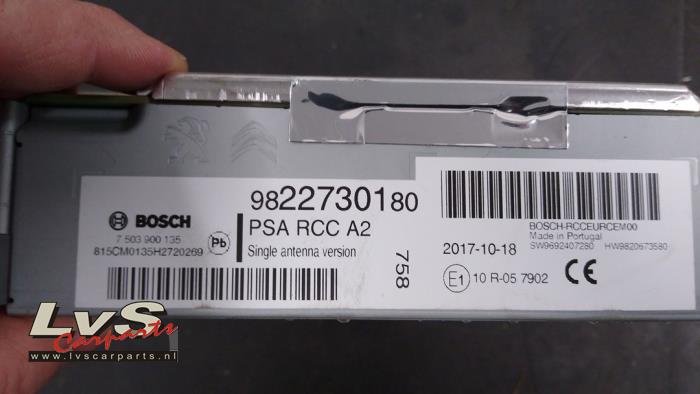 9822730180
BOSCH
PSA RCC A2
7 503 900 135
Pb
Single antenna version
815CM0135H2720269
758
BOSCH-RCCEURCEM00
Made in Portugal
2017-10-18
SW9692407280 HW9820673580
E1 10 R-05 7902 CE
LvS
Carparts
www.lvscarparts.nl